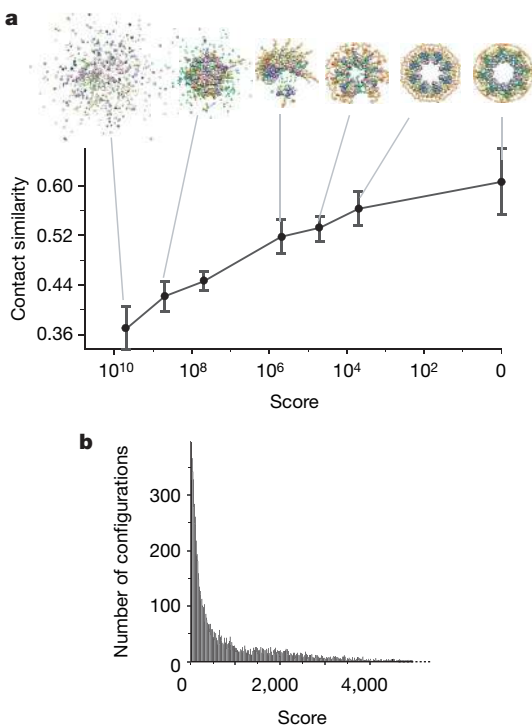 a
Contact similarity
0.60
0.52
0.44
0.36
10¹⁰ 10⁸ 10⁶ 10⁴ 10² 0
Score
b
Number of configurations
300
200
100
0
0 2,000 4,000
Score